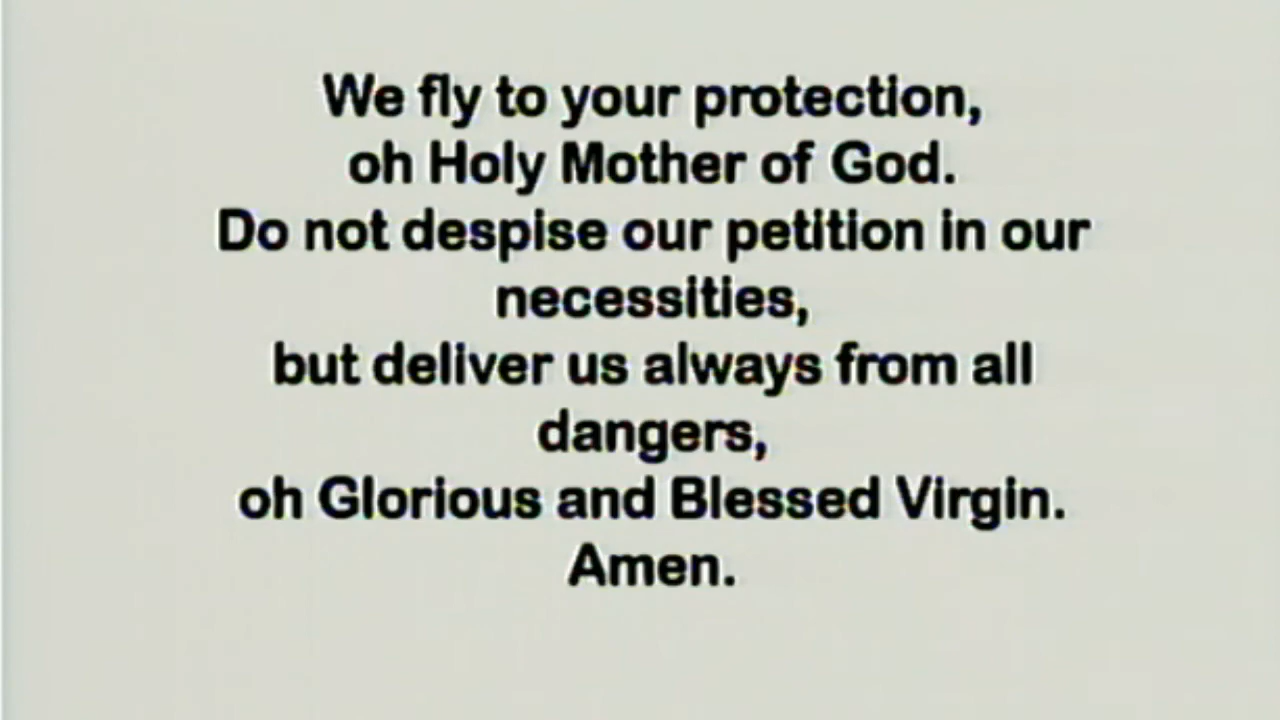 We fly to your protection,
oh Holy Mother of God.
Do not despise our petition in our
necessities,
but deliver us always from all
dangers,
oh Glorious and Blessed Virgin.
Amen.